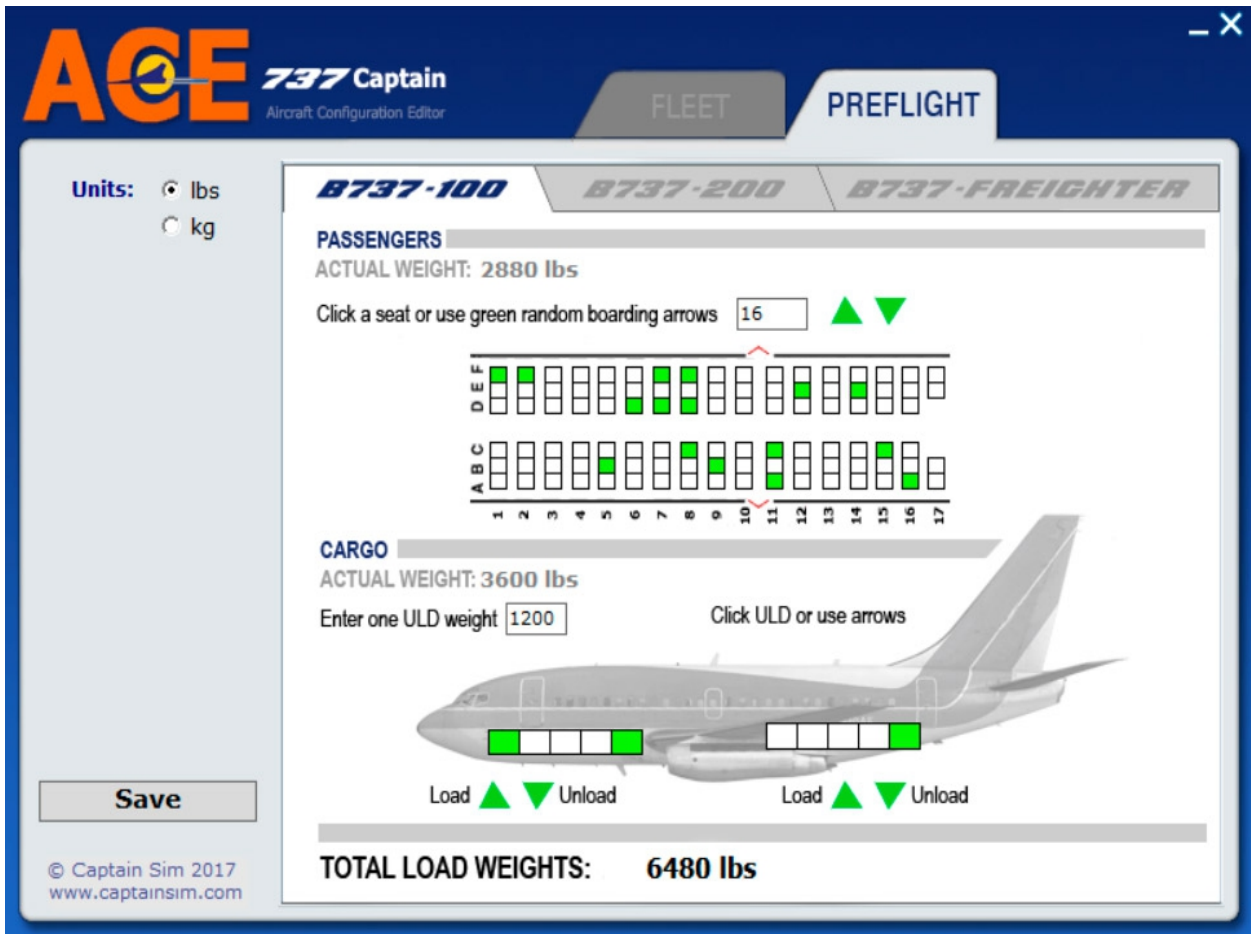 ACE 737 Captain
Aircraft Configuration Editor
FLEET
PREFLIGHT
Units: lbs
kg
B737-100 B737-200 B737-FREIGHTER
PASSENGERS
ACTUAL WEIGHT: 2880 lbs
Click a seat or use green random boarding arrows 16
F
E
D
C
B
A
1 2 3 4 5 6 7 8 9 10 11 12 13 14 15 16 17
CARGO
ACTUAL WEIGHT: 3600 lbs
Enter one ULD weight 1200 Click ULD or use arrows
Load Unload Load Unload
Save
TOTAL LOAD WEIGHTS: 6480 lbs
© Captain Sim 2017
www.captainsim.com